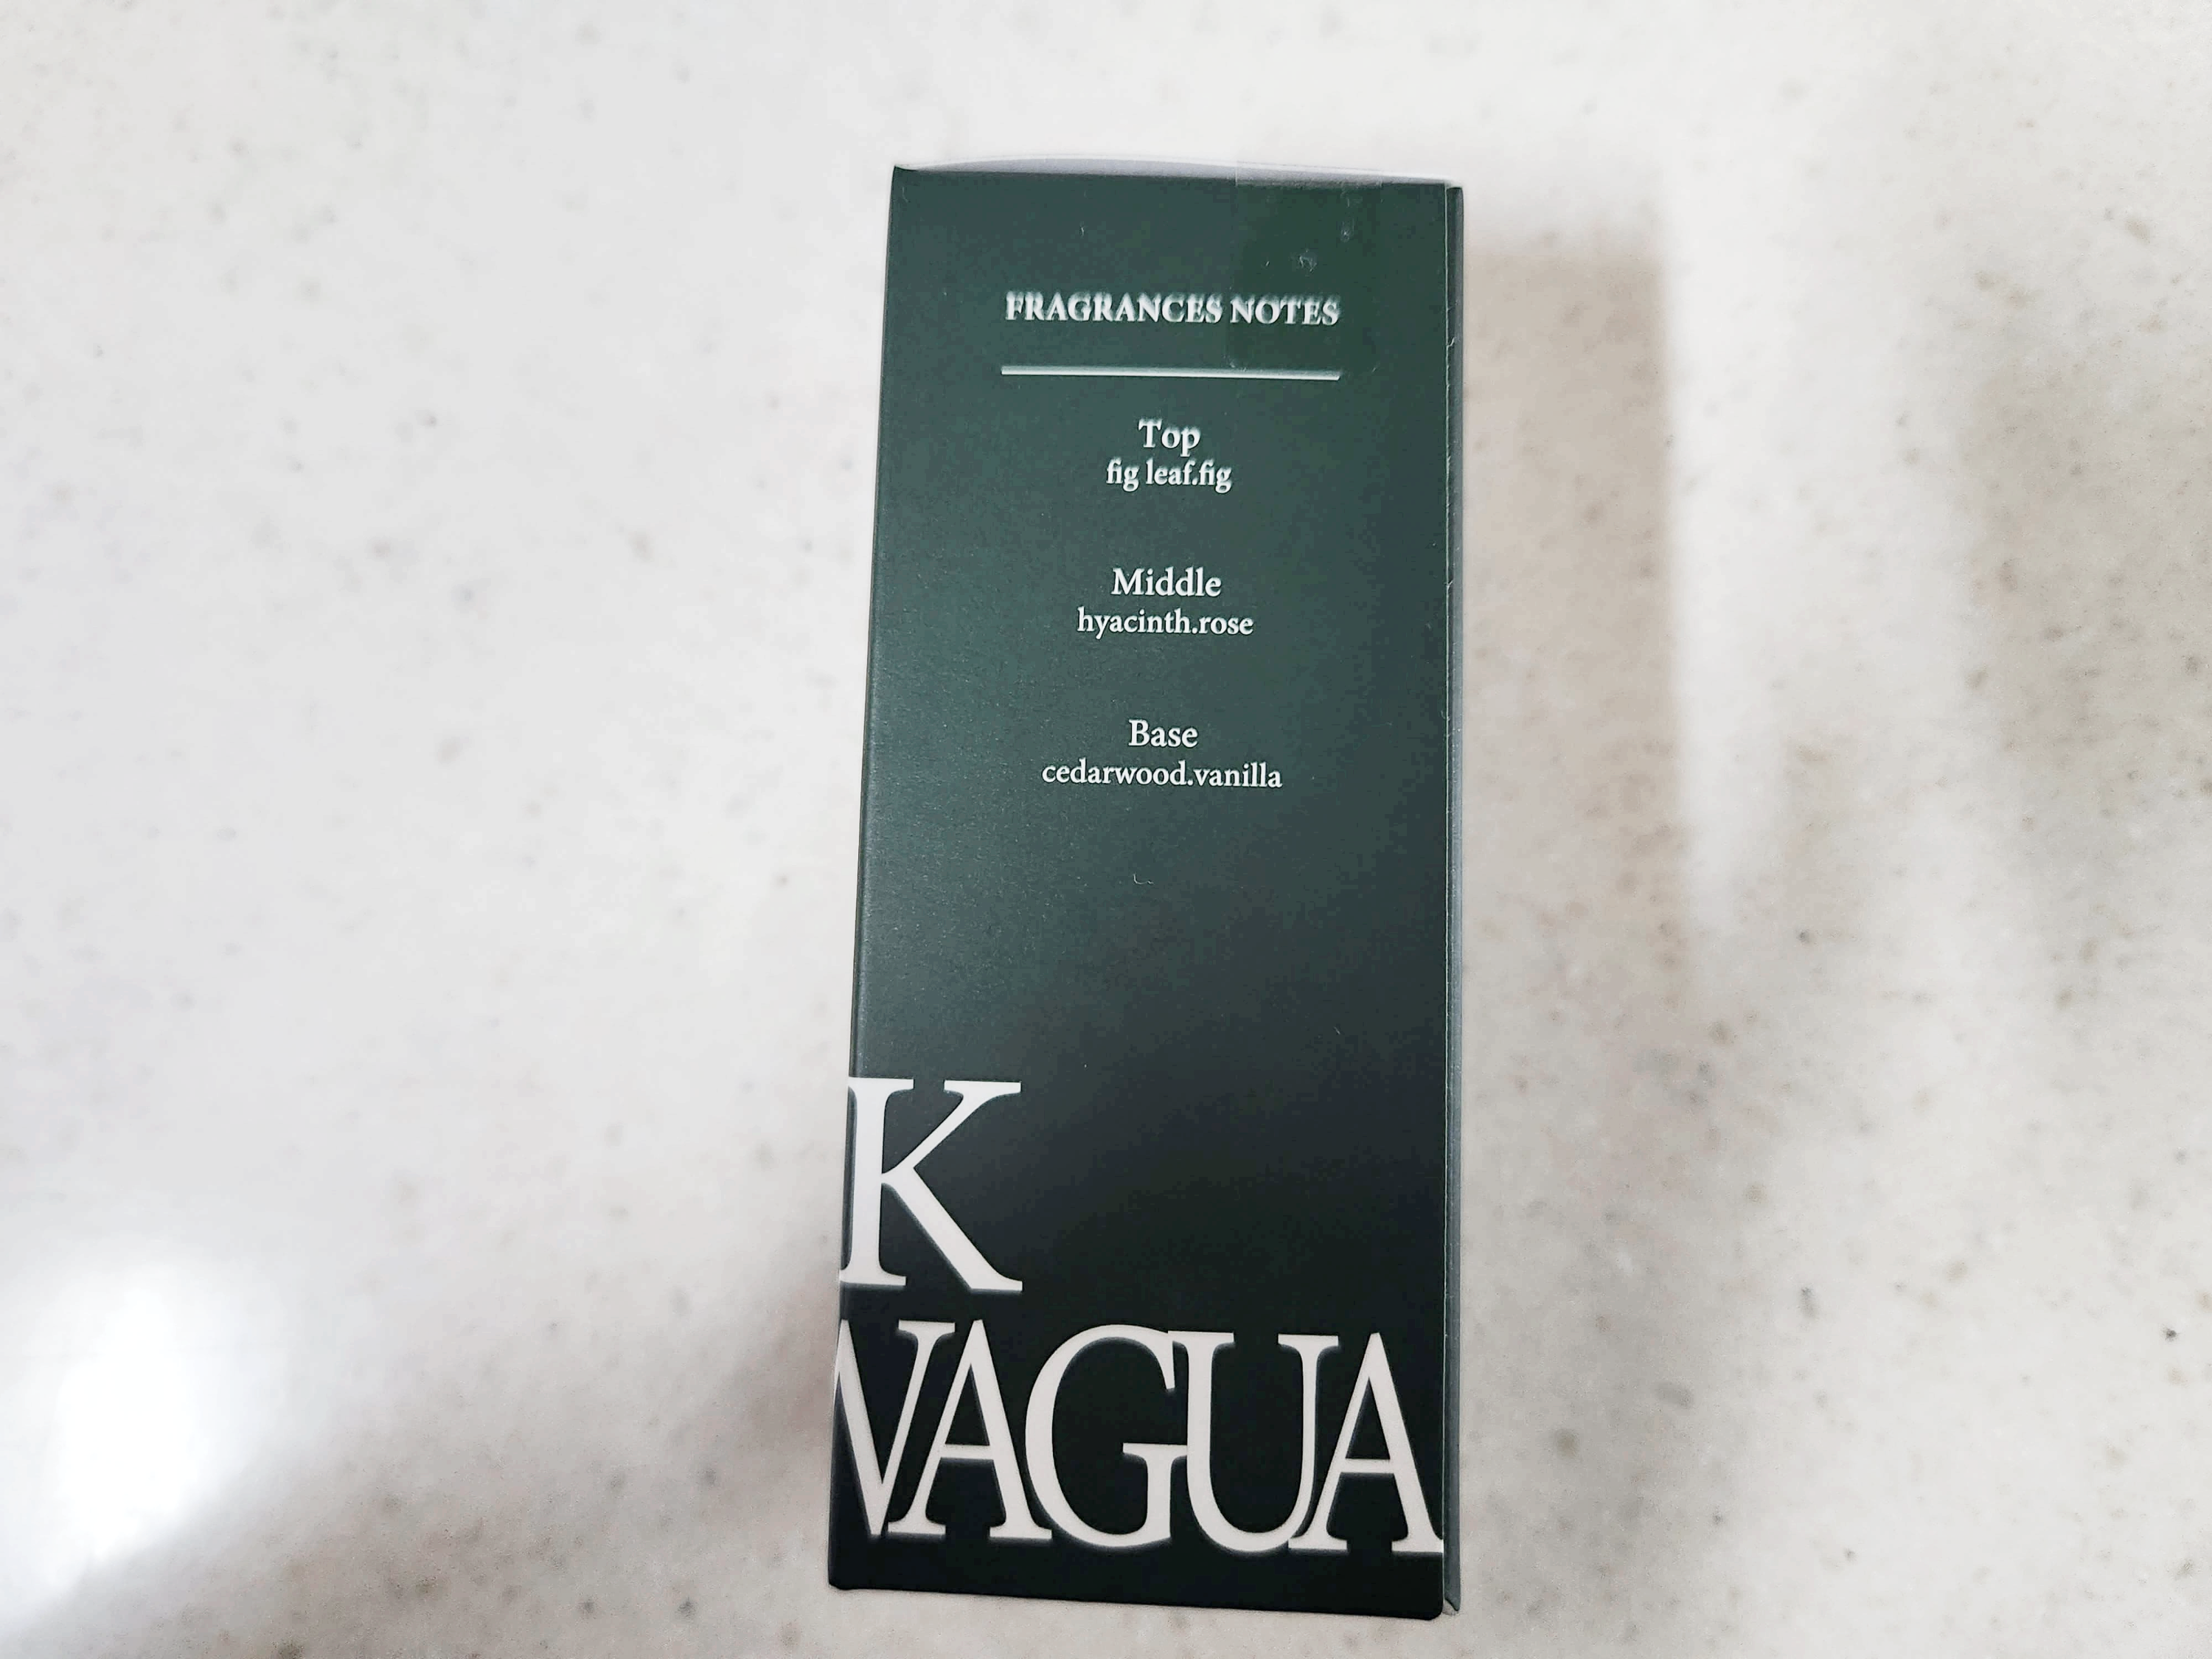 FRAGRANCES NOTES
Top
fig leaf.fig
Middle
hyacinth.rose
Base
cedarwood.vanilla
K
VAGUA